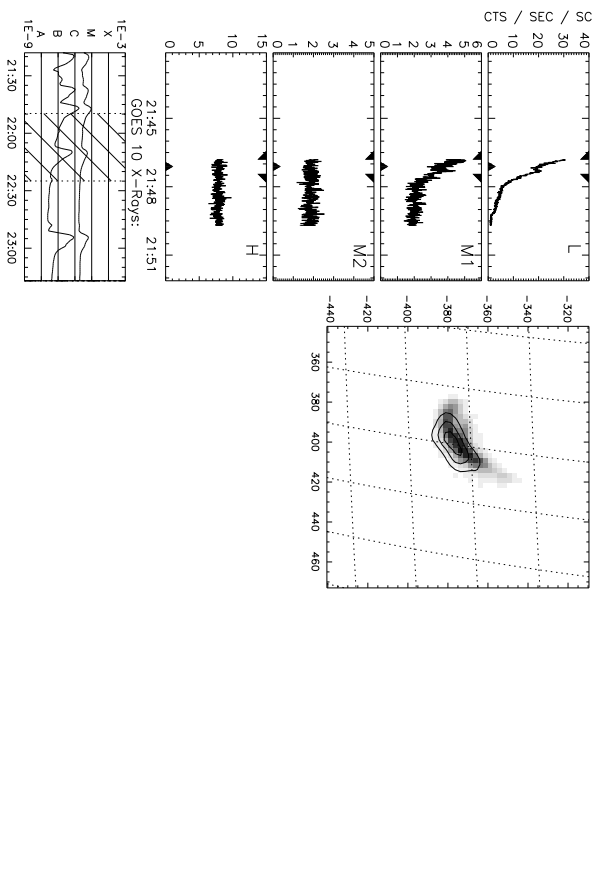 CTS / SEC / SC
0 10 20 30 40
L
0 1 2 3 4 5 6
M1
0 1 2 3 4 5
M2
0 5 10 15
H
21:45 21:48 21:51
GOES 10 X-Rays:
1E-3
X
M
C
B
A
1E-9
21:30 22:00 22:30 23:00
-320
-340
-360
-380
-400
-420
-440
360 380 400 420 440 460